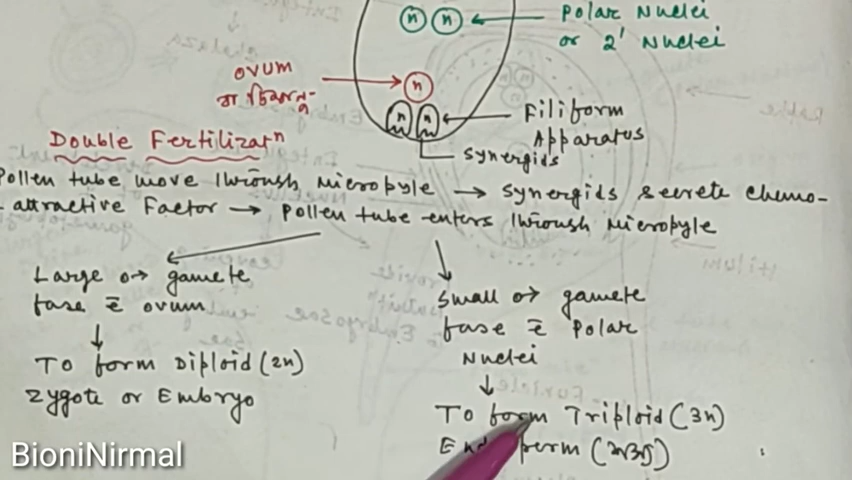 n n
Polar Nuclei
or 2' Nuclei
ovum
n
n n
Filiform
Apparatus
synergids
Double Fertilizatⁿ
Pollen tube move through Micropyle → synergids secrete chemo-
attractive Factor → Pollen tube enters through Micropyle
Large ♂ gamete
fase c̄ ovum
↓
To form Diploid (2n)
Zygote or Embryo
Small ♂ gamete
fase c̄ Polar
Nuclei
↓
To form Triploid (3n)
BioniNirmal